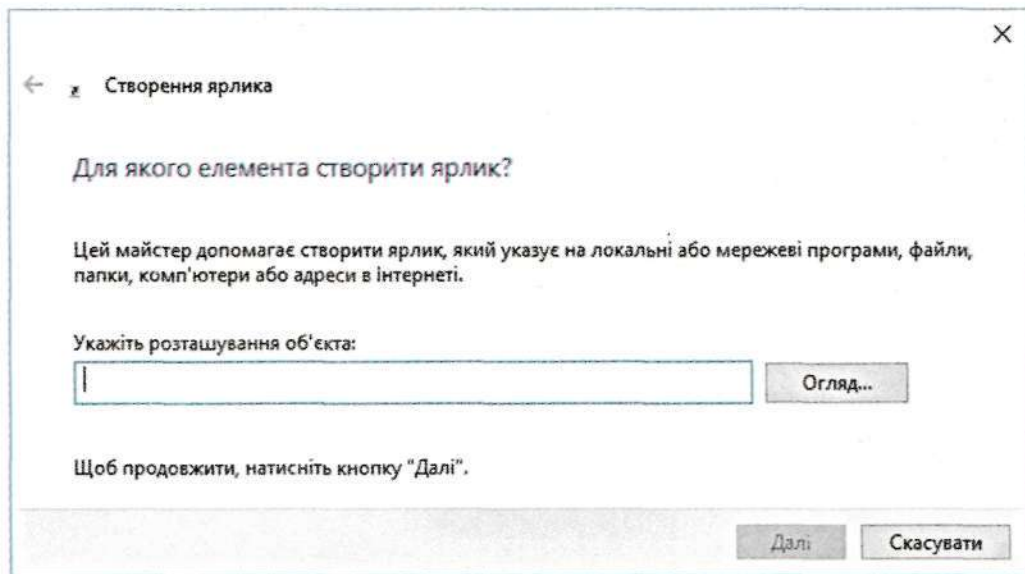 Створення ярлика
Для якого елемента створити ярлик?
Цей майстер допомагає створити ярлик, який указує на локальні або мережеві програми, файли,
папки, комп'ютери або адреси в інтернеті.
Укажіть розташування об'єкта:
Огляд...
Щоб продовжити, натисніть кнопку "Далі".
Далі
Скасувати